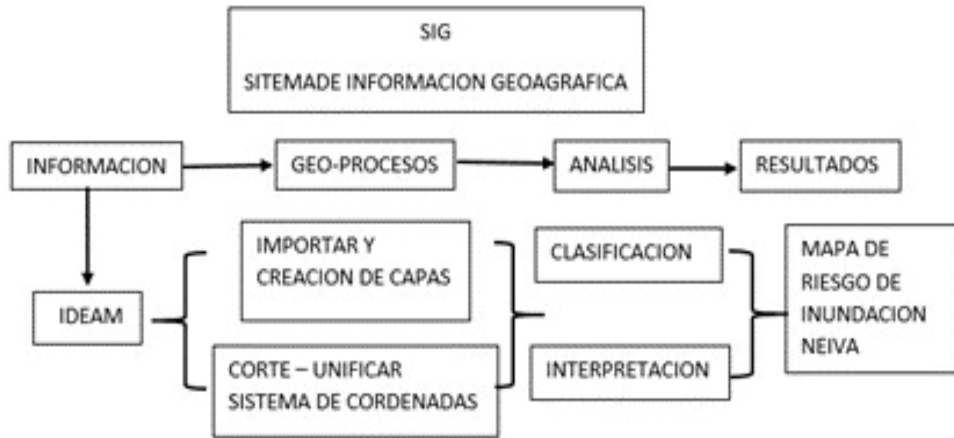 SIG
SITEMADE INFORMACION GEOAGRAFICA
INFORMACION
GEO-PROCESOS
ANALISIS
RESULTADOS
IDEAM
IMPORTAR Y
CREACION DE CAPAS
CORTE – UNIFICAR
SISTEMA DE CORDENADAS
CLASIFICACION
INTERPRETACION
MAPA DE
RIESGO DE
INUNDACION
NEIVA